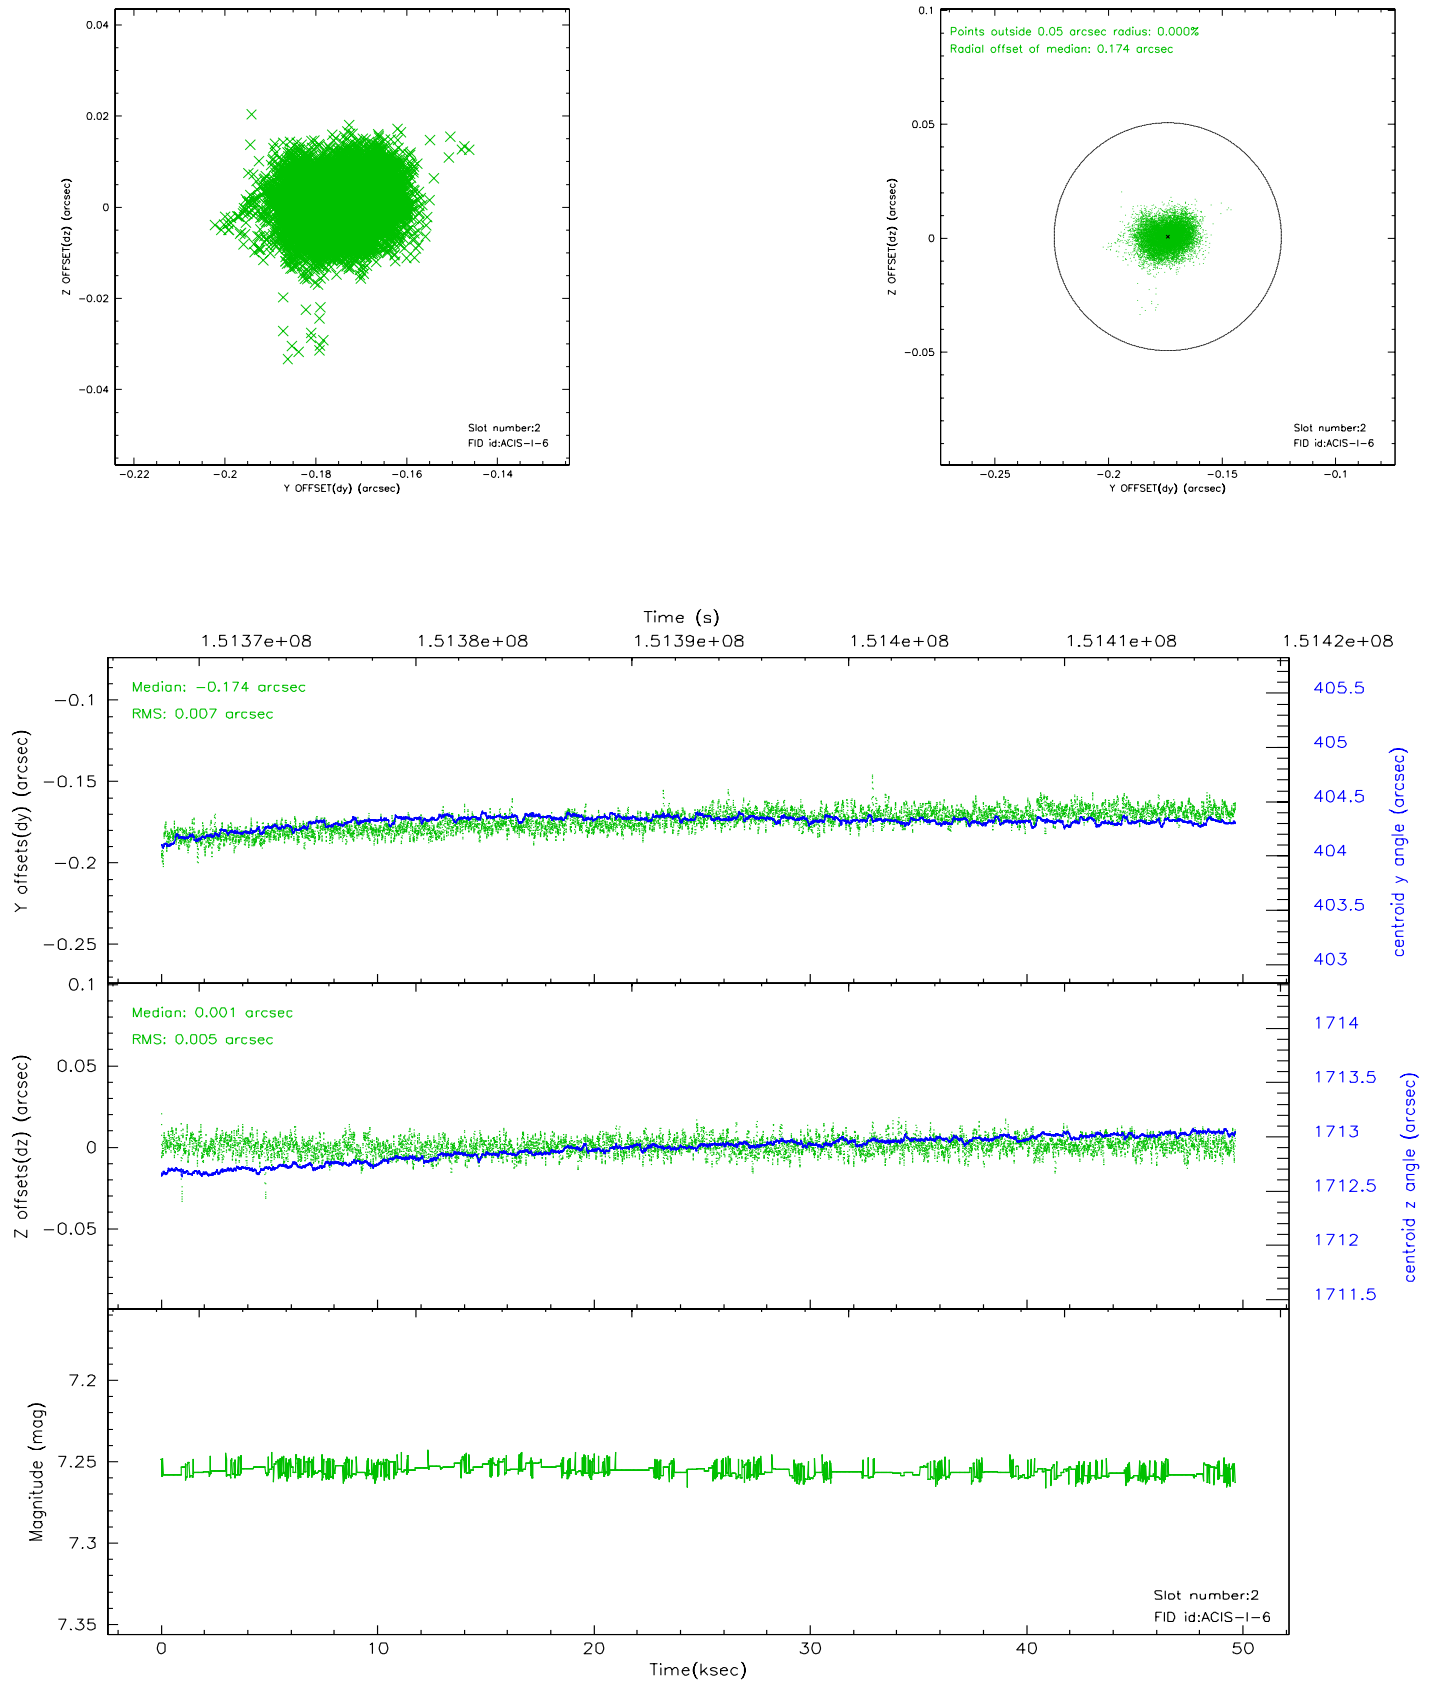 0.04
0.02
0
−0.02
−0.04
Z OFFSET(dz) (arcsec)
Slot number:2
FID id:ACIS−I−6
−0.22
−0.2
−0.18
−0.16
−0.14
Y OFFSET(dy) (arcsec)
Points outside 0.05 arcsec radius: 0.000%
Radial offset of median: 0.174 arcsec
0.1
0.05
0
−0.05
Z OFFSET(dz) (arcsec)
Slot number:2
FID id:ACIS−I−6
−0.25
−0.2
−0.15
−0.1
Y OFFSET(dy) (arcsec)
Time (s)
1.5137e+08
1.5138e+08
1.5139e+08
1.514e+08
1.5141e+08
1.5142e+08
Median: −0.174 arcsec
RMS: 0.007 arcsec
−0.1
−0.15
−0.2
−0.25
Y offsets(dy) (arcsec)
405.5
405
404.5
404
403.5
403
centroid y angle (arcsec)
Median: 0.001 arcsec
RMS: 0.005 arcsec
0.1
0.05
0
−0.05
Z offsets(dz) (arcsec)
1714
1713.5
1713
1712.5
1712
1711.5
centroid z angle (arcsec)
7.2
7.25
7.3
7.35
Magnitude (mag)
Slot number:2
FID id:ACIS−I−6
0
10
20
30
40
50
Time(ksec)